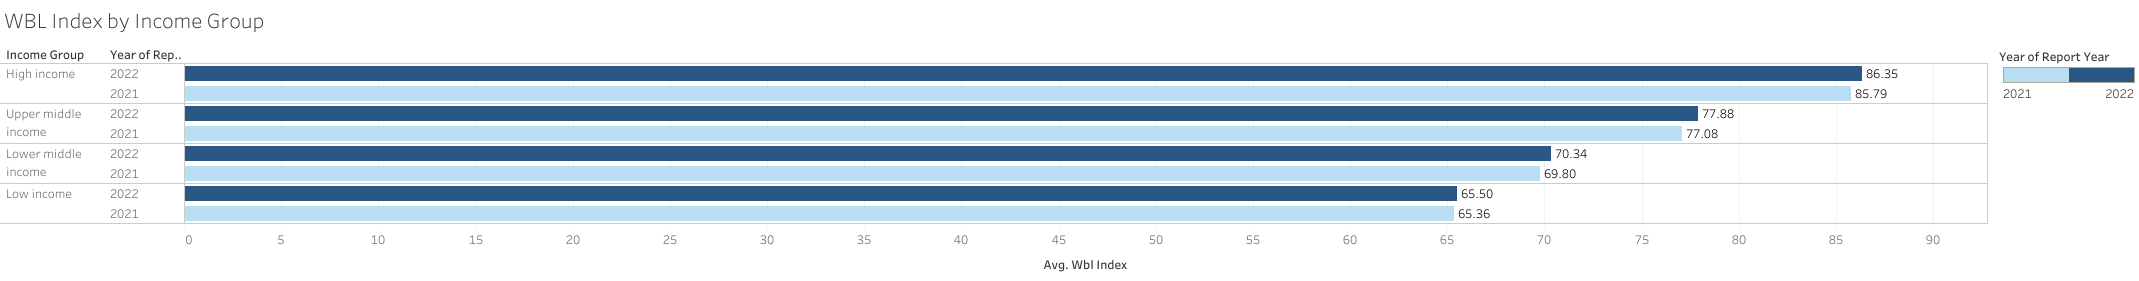 WBL Index by Income Group
Income Group Year of Rep..
High income 2022 86.35
2021 85.79
Upper middle income 2022 77.88
2021 77.08
Lower middle income 2022 70.34
2021 69.80
Low income 2022 65.50
2021 65.36
0 5 10 15 20 25 30 35 40 45 50 55 60 65 70 75 80 85 90
Avg. Wbl Index
Year of Report Year
2021 2022